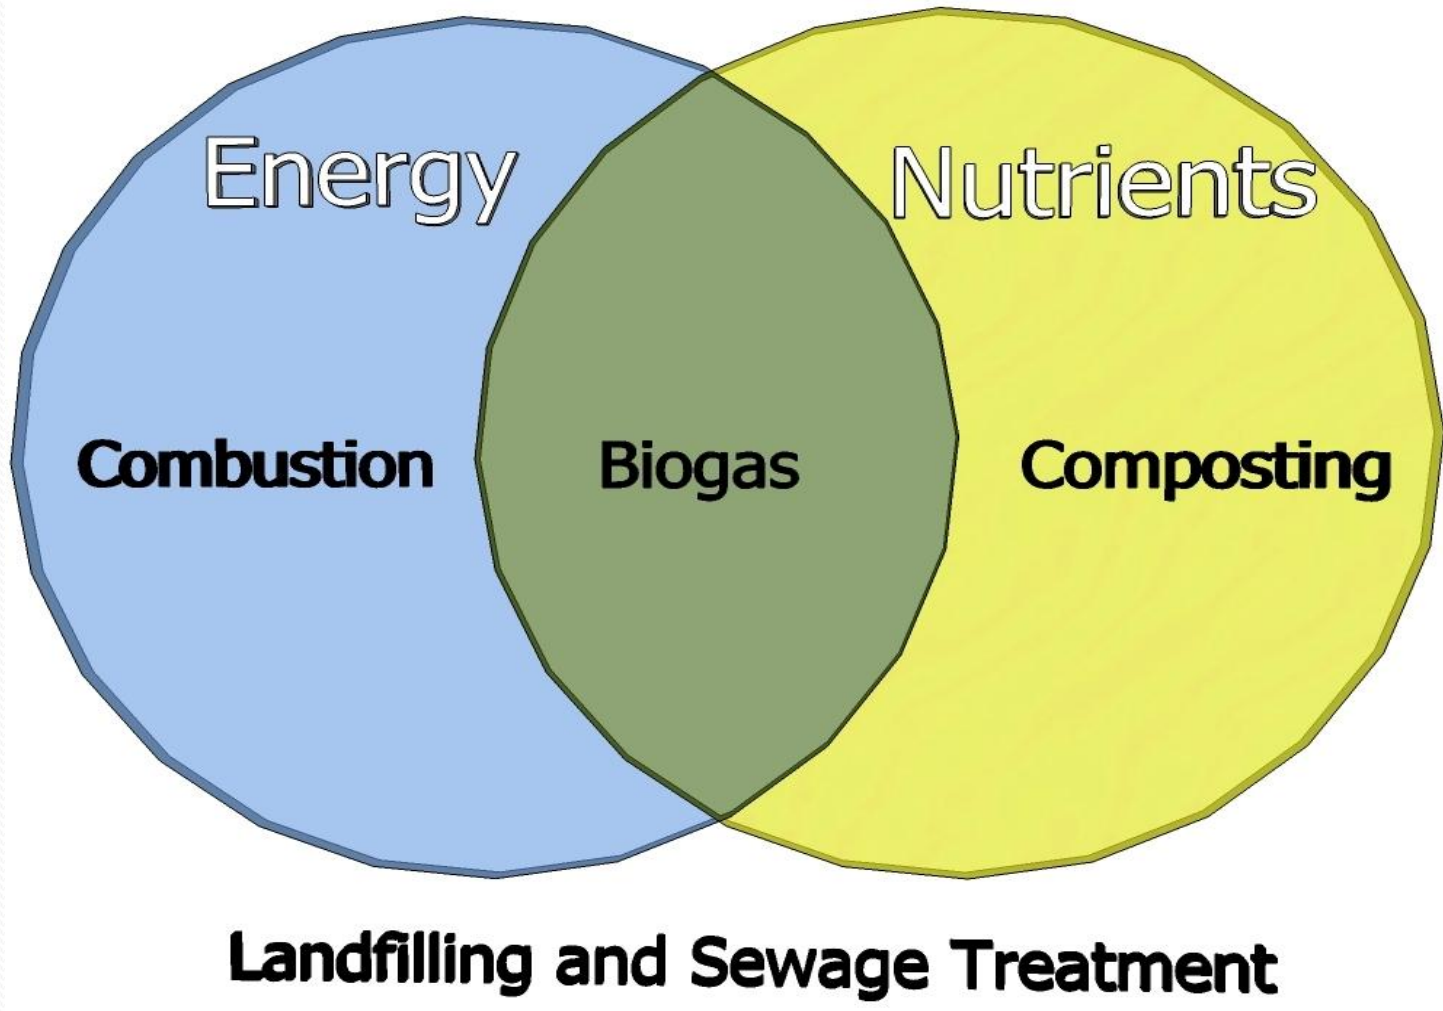 Energy
Nutrients
Combustion
Biogas
Composting
Landfilling and Sewage Treatment